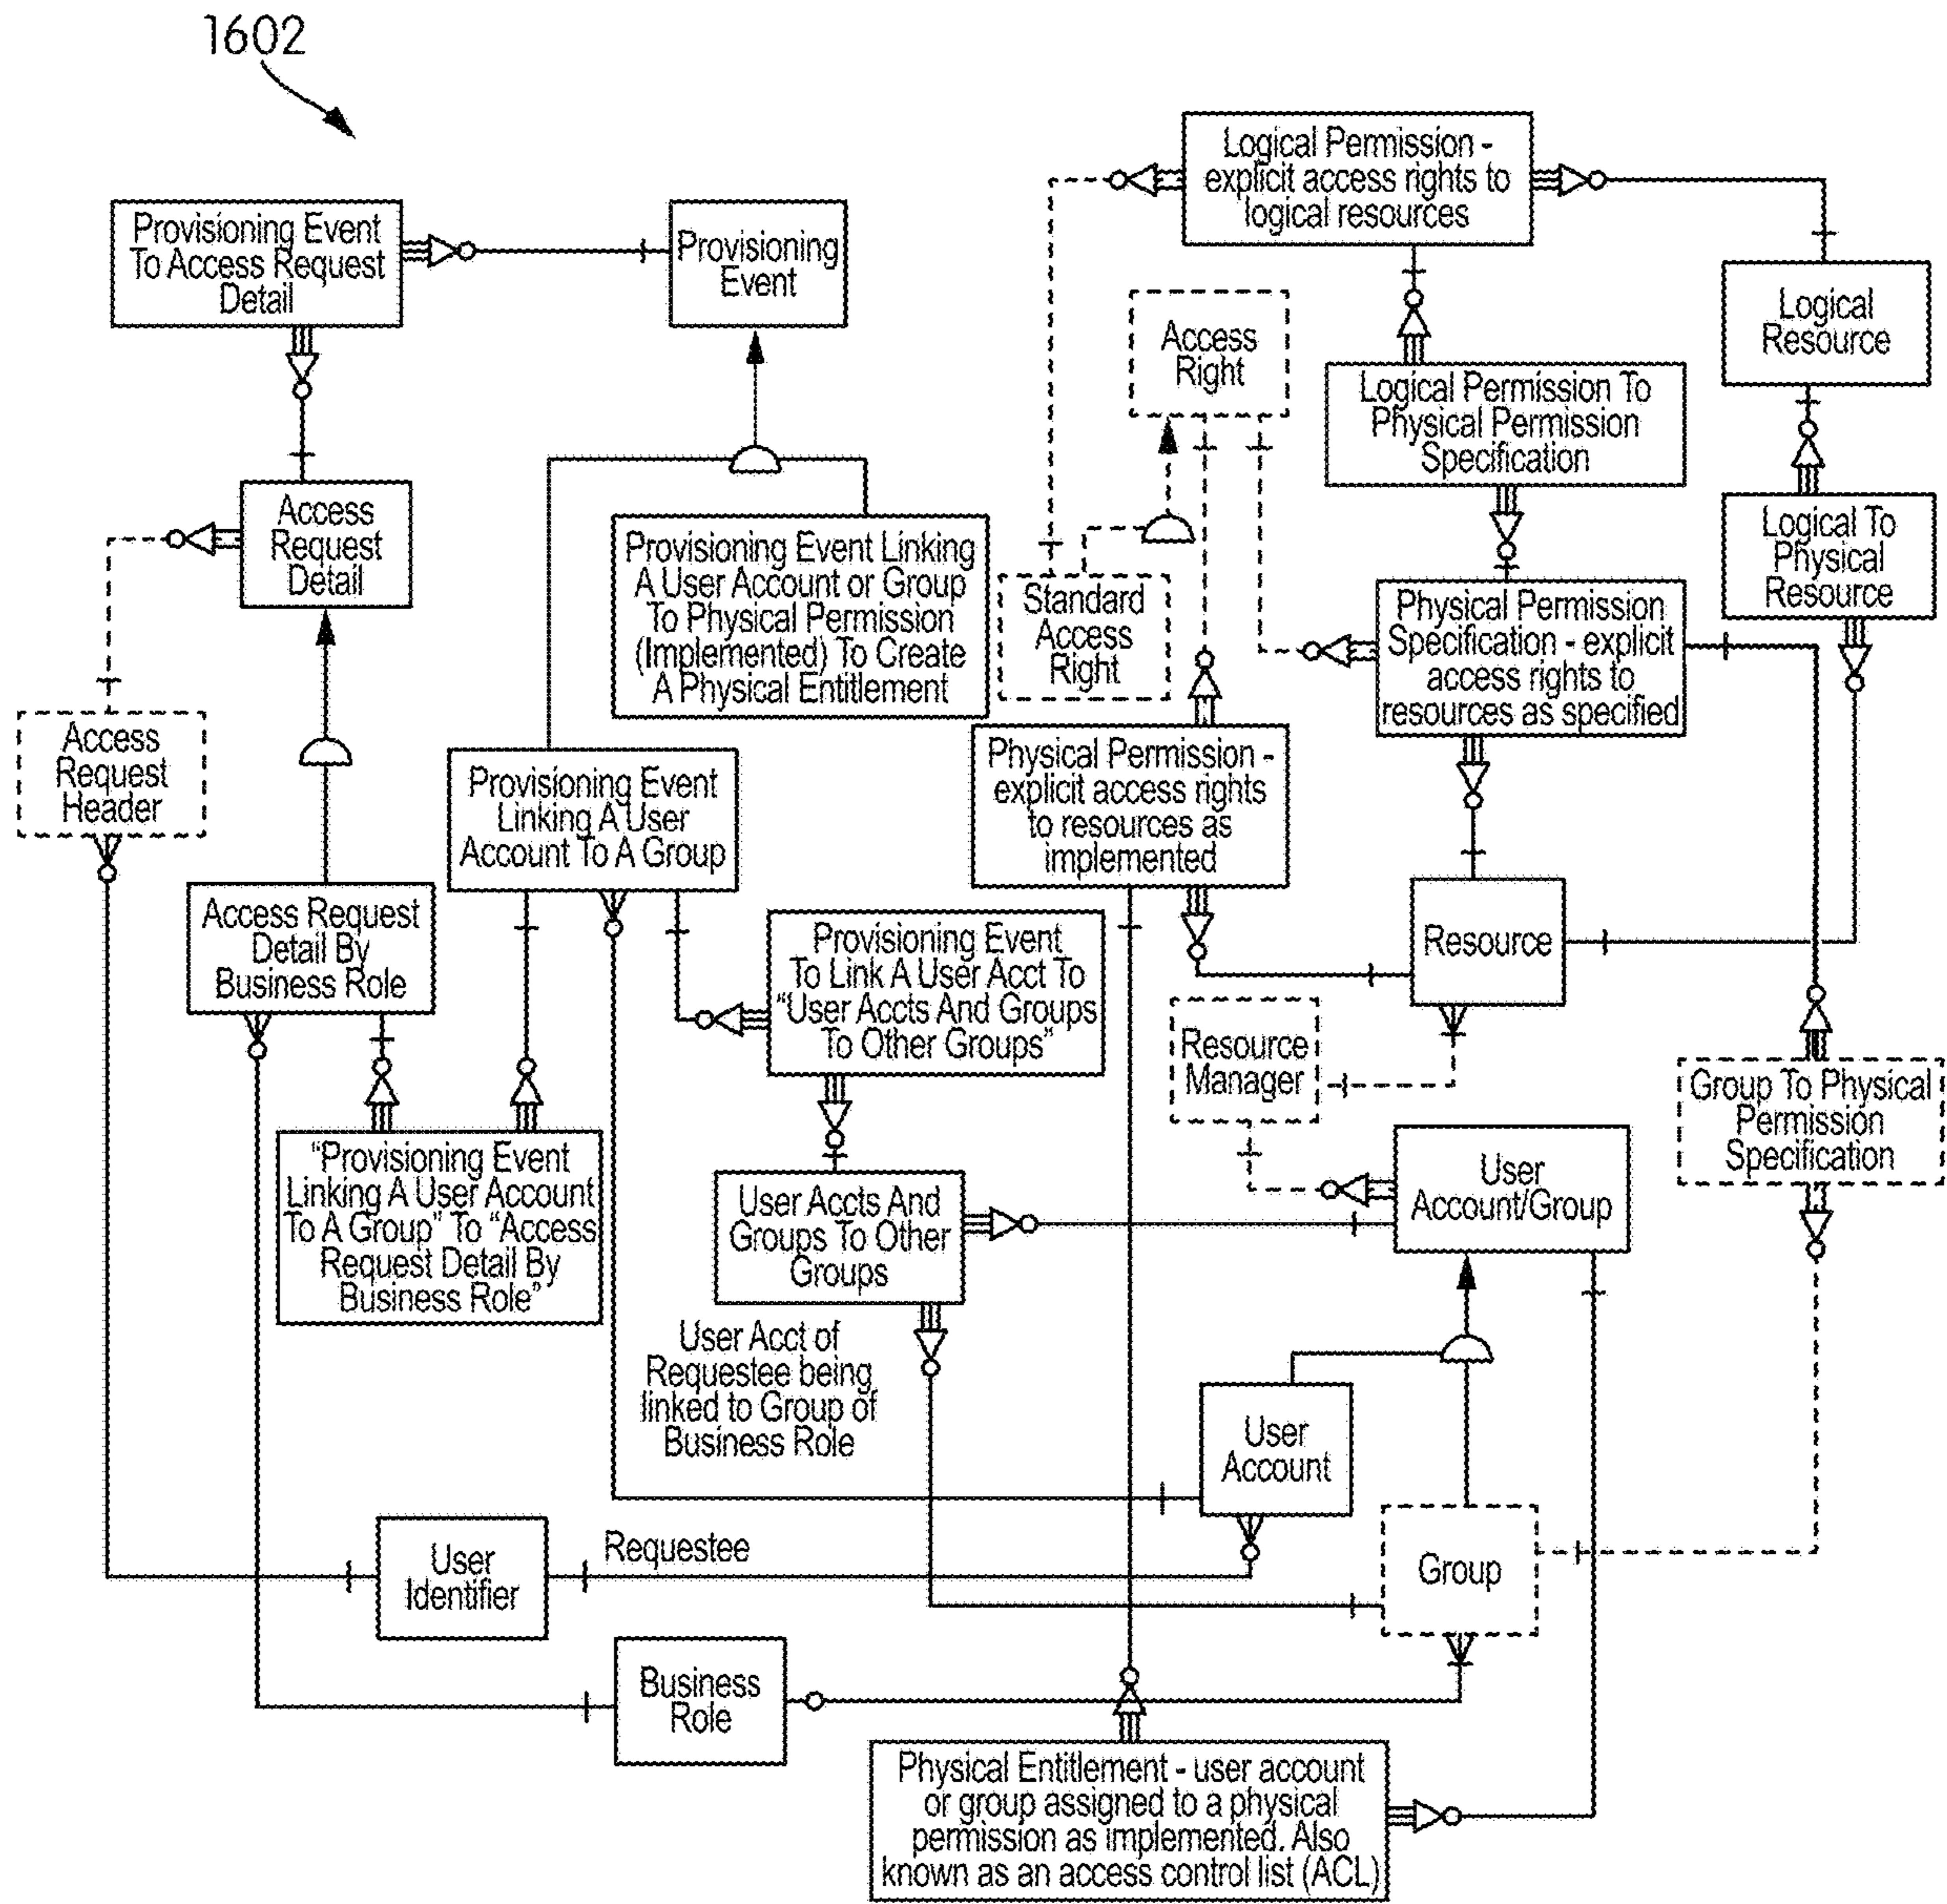 1602
Logical Permission -
explicit access rights to
logical resources
Provisioning Event
To Access Request
Detail
Provisioning
Event
Logical
Resource
Access
Right
Logical Permission To
Physical Permission
Specification
Access
Request
Detail
Logical To
Physical
Resource
Provisioning Event Linking
A User Account or Group
To Physical Permission
(Implemented) To Create
A Physical Entitlement
Standard
Access
Right
Physical Permission
Specification - explicit
access rights to
resources as specified
Access
Request
Header
Provisioning Event
Linking A User
Account To A Group
Physical Permission -
explicit access rights
to resources as
implemented
Access Request
Detail By
Business Role
Provisioning Event
To Link A User Acct To
“User Accts And Groups
To Other Groups”
Resource
Resource
Manager
Group To Physical
Permission
Specification
“Provisioning Event
Linking A User Account
To A Group” To “Access
Request Detail By
Business Role”
User Accts And
Groups To Other
Groups
User
Account/Group
User Acct of
Requestee being
linked to Group of
Business Role
User
Account
User
Identifier
Requestee
Group
Business
Role
Physical Entitlement - user account
or group assigned to a physical
permission as implemented. Also
known as an access control list (ACL)